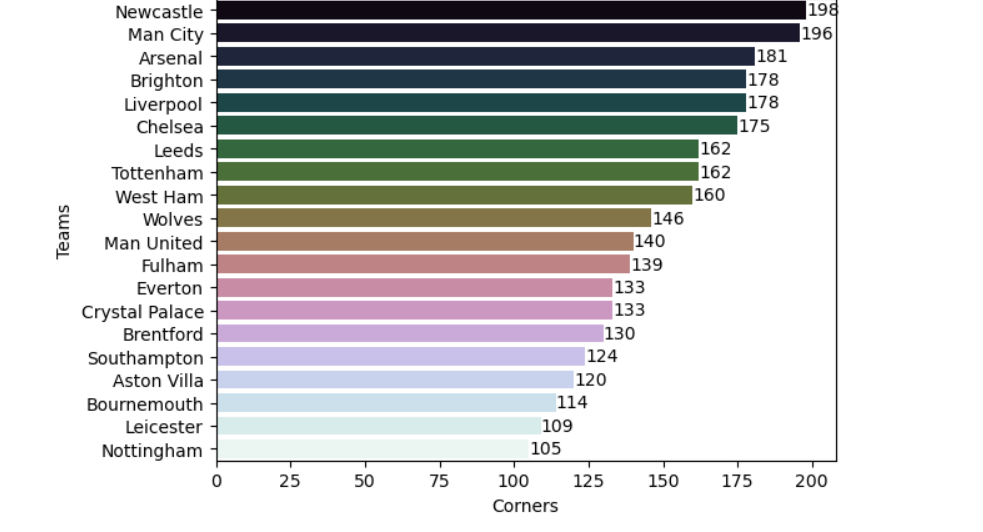 Teams
Newcastle 198
Man City 196
Arsenal 181
Brighton 178
Liverpool 178
Chelsea 175
Leeds 162
Tottenham 162
West Ham 160
Wolves 146
Man United 140
Fulham 139
Everton 133
Crystal Palace 133
Brentford 130
Southampton 124
Aston Villa 120
Bournemouth 114
Leicester 109
Nottingham 105
0 25 50 75 100 125 150 175 200
Corners